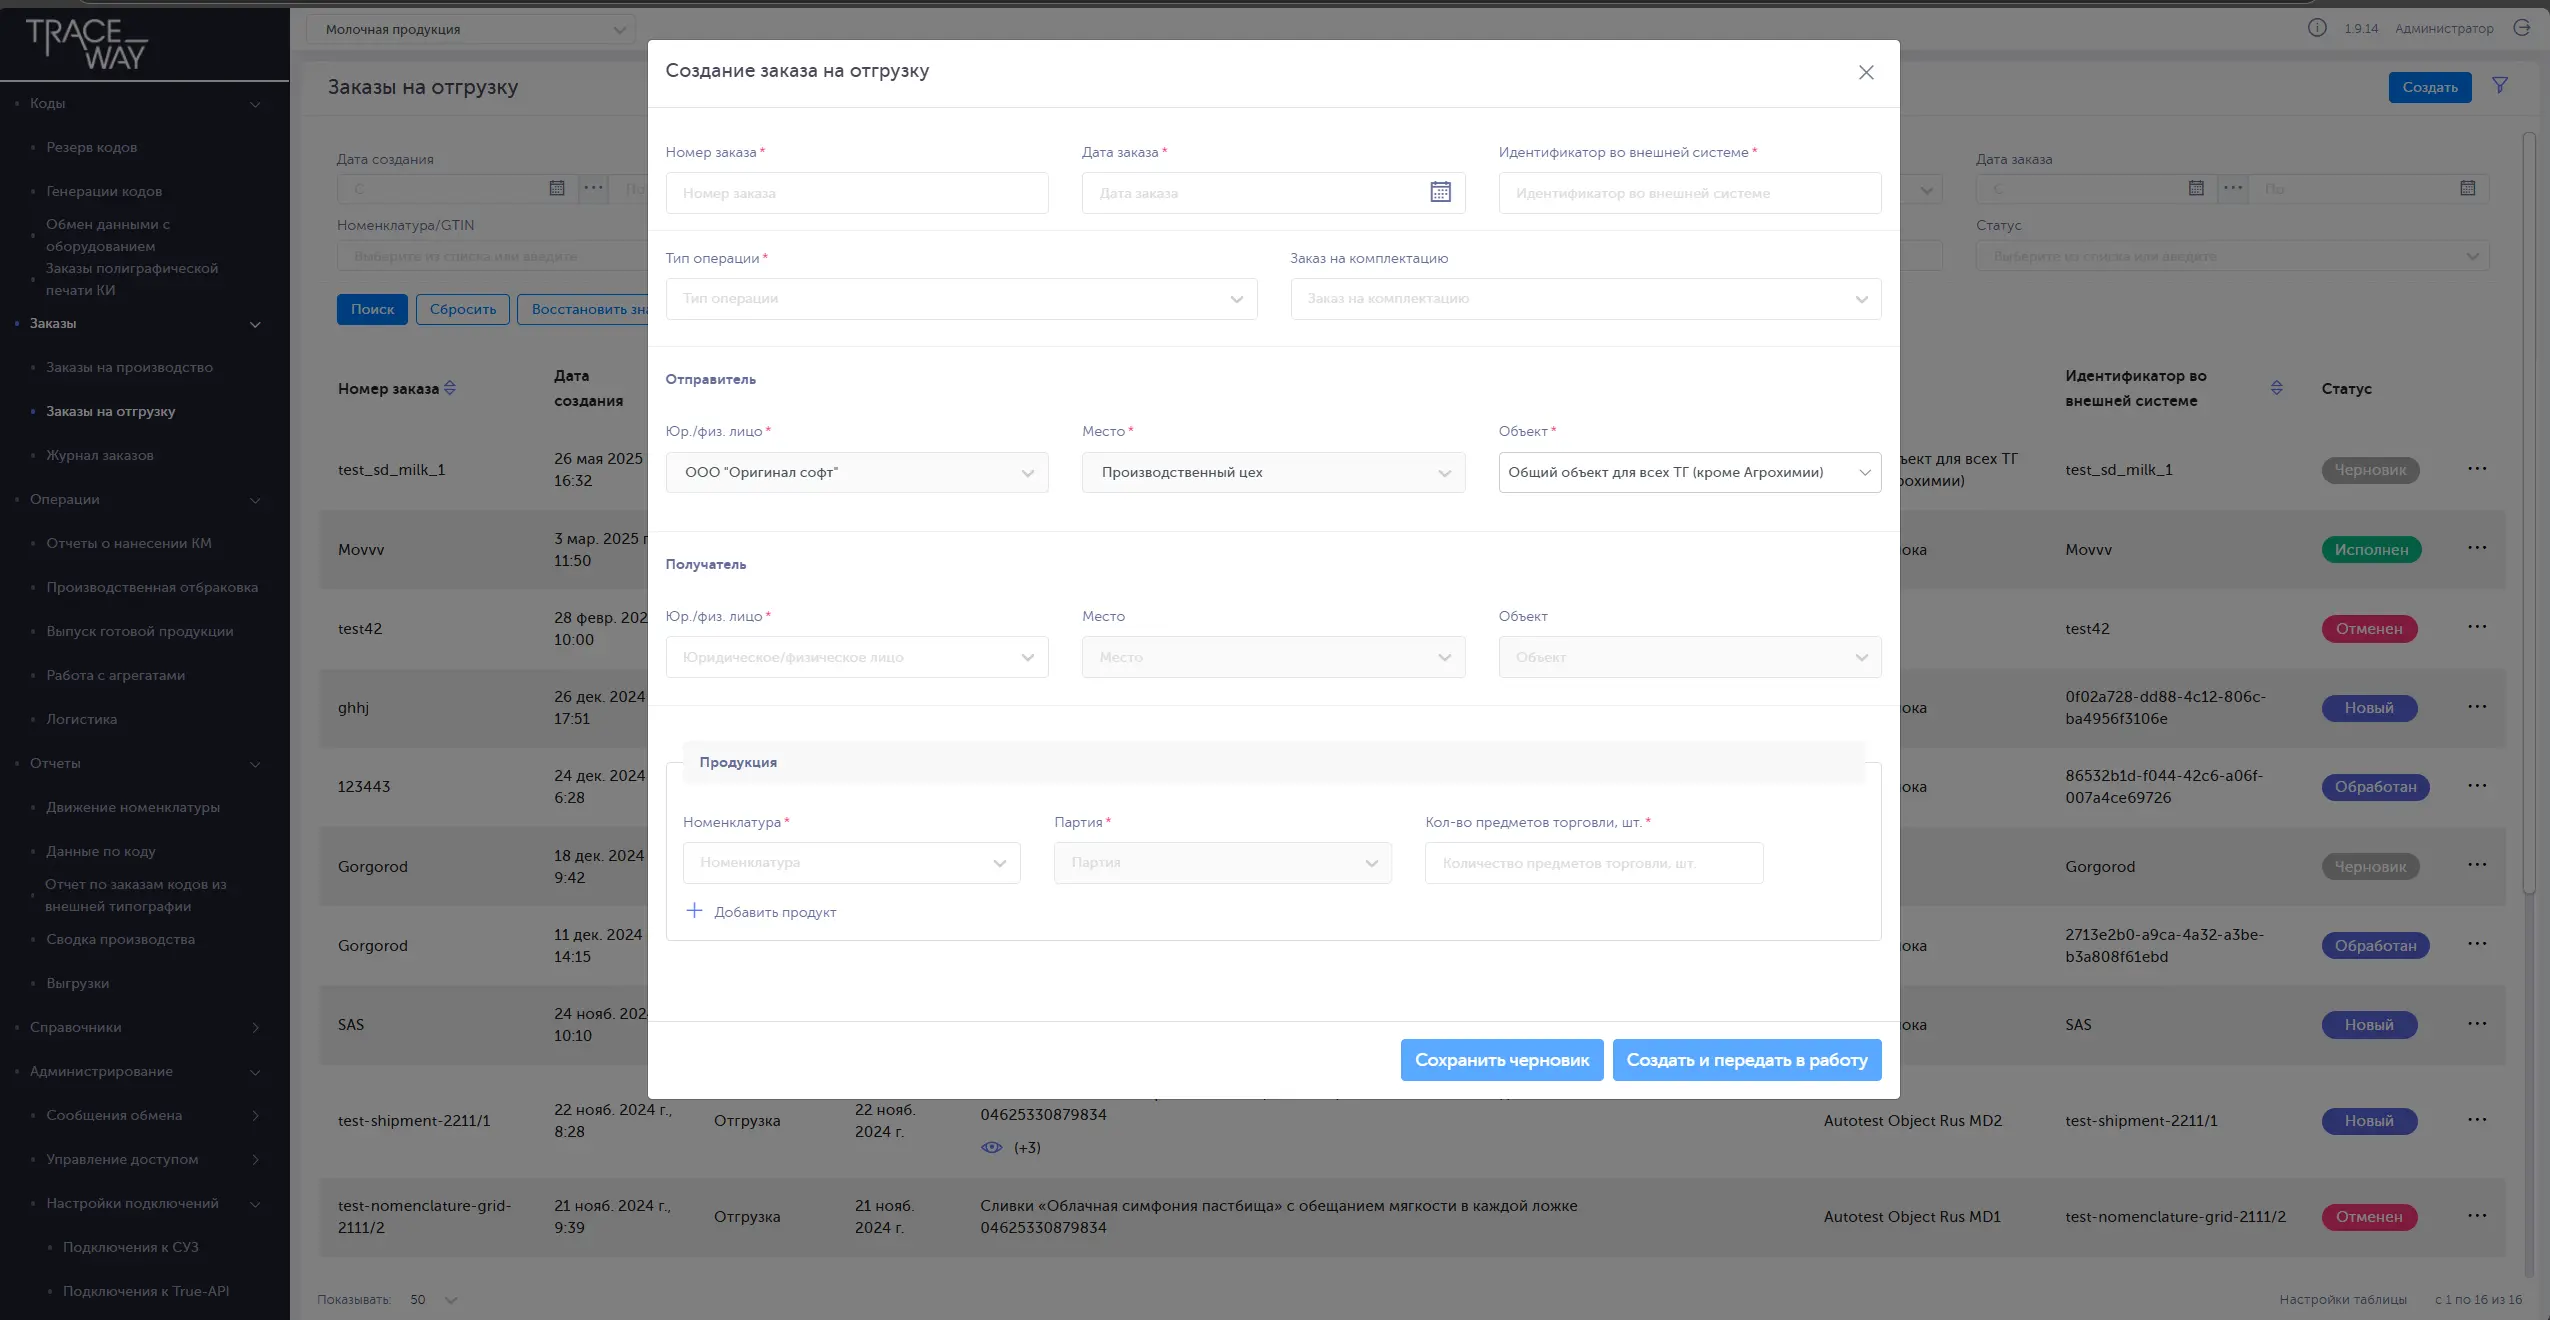 TRACE_
WAY
Коды
Резерв кодов
Генерации кодов
Обмен данными с
оборудованием
Заказы полиграфической
печати КИ
Заказы
Заказы на производство
Заказы на отгрузку
Журнал заказов
Операции
Отчеты о нанесении КМ
Производственная отбраковка
Выпуск готовой продукции
Работа с агрегатами
Логистика
Отчеты
Движение номенклатуры
Данные по коду
Отчет по заказам кодов из
внешней типографии
Сводка производства
Выгрузки
Справочники
Администрирование
Сообщения обмена
Управление доступом
Настройки подключений
Подключения к СУЗ
Подключения к True-API
Молочная продукция
1.9.14 Администратор
Заказы на отгрузку
Создать
Дата создания
С
По
Номенклатура/GTIN
Выберите из списка или введите
Дата заказа
С
По
Статус
Выберите из списка или введите
Поиск Сбросить Восстановить
Создание заказа на отгрузку
Номер заказа *
Номер заказа
Дата заказа *
Дата заказа
Идентификатор во внешней системе *
Идентификатор во внешней системе
Тип операции *
Тип операции
Заказ на комплектацию
Заказ на комплектацию
Отправитель
Юр./физ. лицо *
ООО "Оригинал софт"
Место *
Производственный цех
Объект *
Общий объект для всех ТГ (кроме Агрохимии)
Получатель
Юр./физ. лицо *
Юридическое/физическое лицо
Место
Место
Объект
Объект
Продукция
Номенклатура *
Номенклатура
Партия *
Партия
Кол-во предметов торговли, шт. *
Количество предметов торговли, шт.
Добавить продукт
Сохранить черновик
Создать и передать в работу
Номер заказа
Дата
создания
Идентификатор во
внешней системе
Статус
test_sd_milk_1
26 мая 2025
16:32
ъект для всех ТГ
рохимии)
test_sd_milk_1
Черновик
Movvv
3 мар. 2025 г
11:50
ока
Movvv
Исполнен
test42
28 февр. 202
10:00
test42
Отменен
ghhj
26 дек. 2024
17:51
ока
0f02a728-dd88-4c12-806c-
ba4956f3106e
Новый
123443
24 дек. 2024
6:28
ока
86532b1d-f044-42c6-a06f-
007a4ce69726
Обработан
Gorgorod
18 дек. 2024
9:42
ока
Gorgorod
Черновик
Gorgorod
11 дек. 2024
14:15
ока
2713e2b0-a9ca-4a32-a3be-
b3a808f61ebd
Обработан
SAS
24 нояб. 202
10:10
ока
SAS
Новый
test-shipment-2211/1
22 нояб. 2024 г.,
8:28
Отгрузка
22 нояб.
2024 г.
04625330879834
(+3)
Autotest Object Rus MD2
test-shipment-2211/1
Новый
test-nomenclature-grid-
2111/2
21 нояб. 2024 г.,
9:39
Отгрузка
21 нояб.
2024 г.
Сливки «Облачная симфония пастбища» с обещанием мягкости в каждой ложке
04625330879834
Autotest Object Rus MD1
test-nomenclature-grid-2111/2
Отменен
Показывать: 50
Настройки таблицы
с 1 по 16 из 16